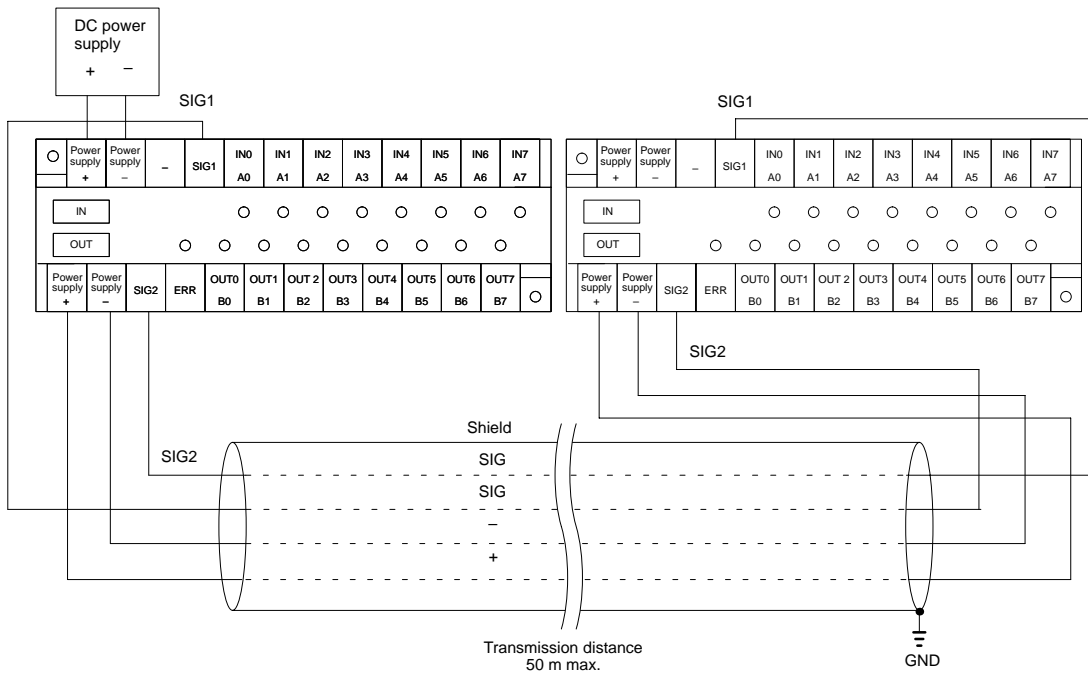 DC power
supply
+ –
SIG1
SIG1
Power supply + Power supply – – SIG1 IN0 IN1 IN2 IN3 IN4 IN5 IN6 IN7
A0 A1 A2 A3 A4 A5 A6 A7
IN
OUT
Power supply + Power supply – SIG2 ERR OUT0 OUT1 OUT 2 OUT3 OUT4 OUT5 OUT6 OUT7
B0 B1 B2 B3 B4 B5 B6 B7
Power supply + Power supply – – SIG1 IN0 IN1 IN2 IN3 IN4 IN5 IN6 IN7
A0 A1 A2 A3 A4 A5 A6 A7
IN
OUT
Power supply + Power supply – SIG2 ERR OUT0 OUT1 OUT 2 OUT3 OUT4 OUT5 OUT6 OUT7
B0 B1 B2 B3 B4 B5 B6 B7
SIG2
Shield
SIG2
SIG
SIG
–
+
Transmission distance
50 m max.
GND